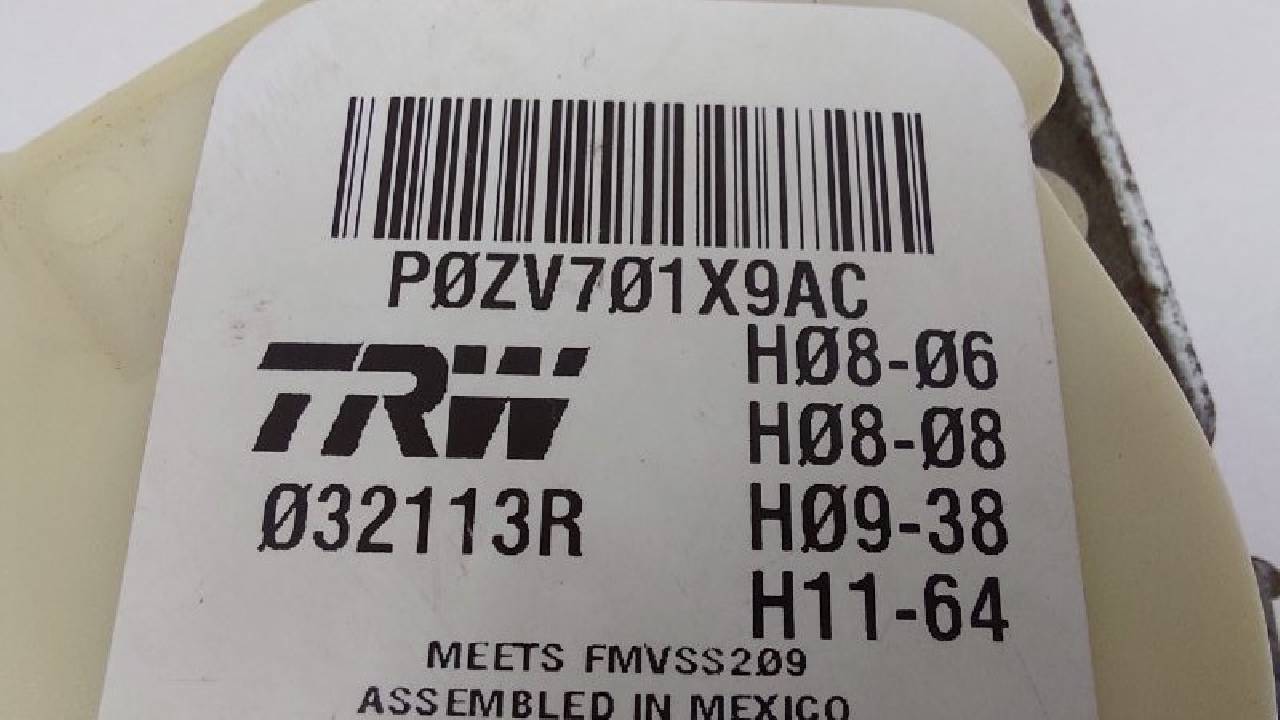 PØZV7Ø1X9AC
TRW
Ø32113R
HØ8-Ø6
HØ8-Ø8
HØ9-38
H11-64
MEETS FMVSS2Ø9
ASSEMBLED IN MEXICO